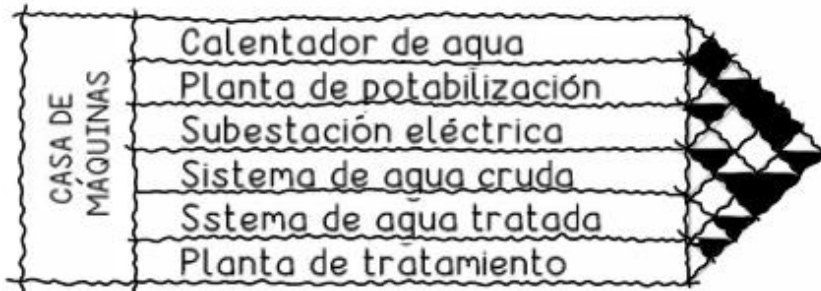 CASA DE
MÁQUINAS
Calentador de aqua
Planta de potabilización
Subestación eléctrica
Sistema de agua cruda
Sstema de agua tratada
Planta de tratamiento